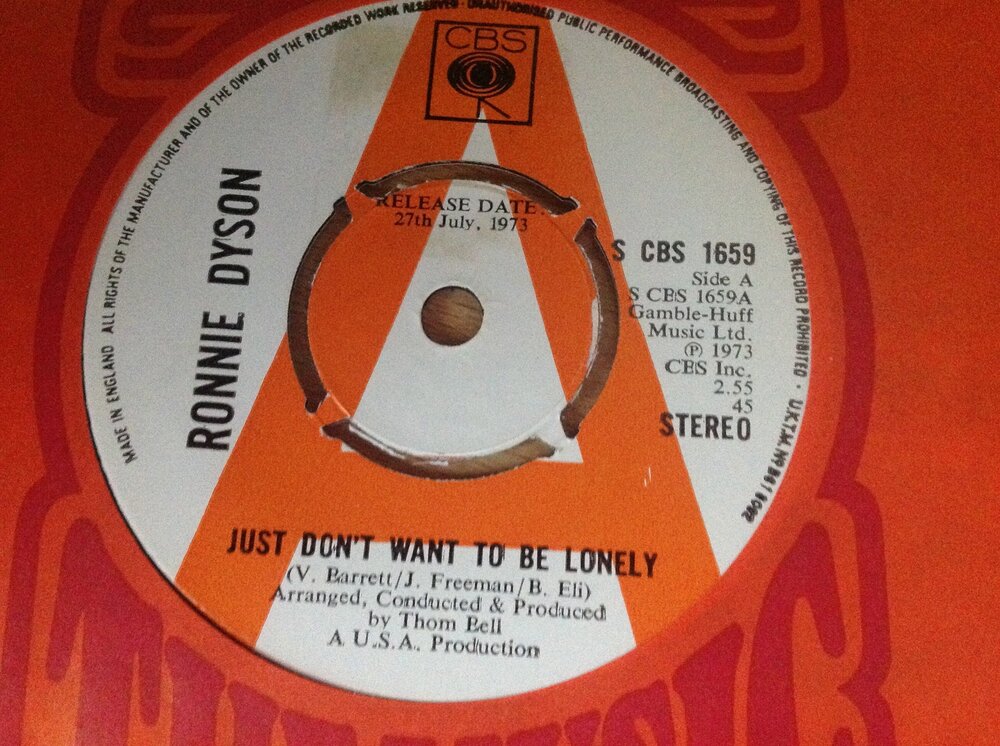 MADE IN ENGLAND ALL RIGHTS OF THE MANUFACTURER AND OF THE OWNER OF THE RECORDED WORK RESERVED · UNAUTHORISED PUBLIC PERFORMANCE BROADCASTING AND COPYING OF THIS RECORD PROHIBITED ·
CBS
RONNIE DYSON
RELEASE DATE:
27th July, 1973
S CBS 1659
Side A
S CBS 1659A
Gamble-Huff
Music Ltd.
℗ 1973
CBS Inc.
2.55
45
STEREO
JUST DON'T WANT TO BE LONELY
(V. Barrett/J. Freeman/B. Eli)
Arranged, Conducted & Produced
by Thom Bell
A U.S.A. Production